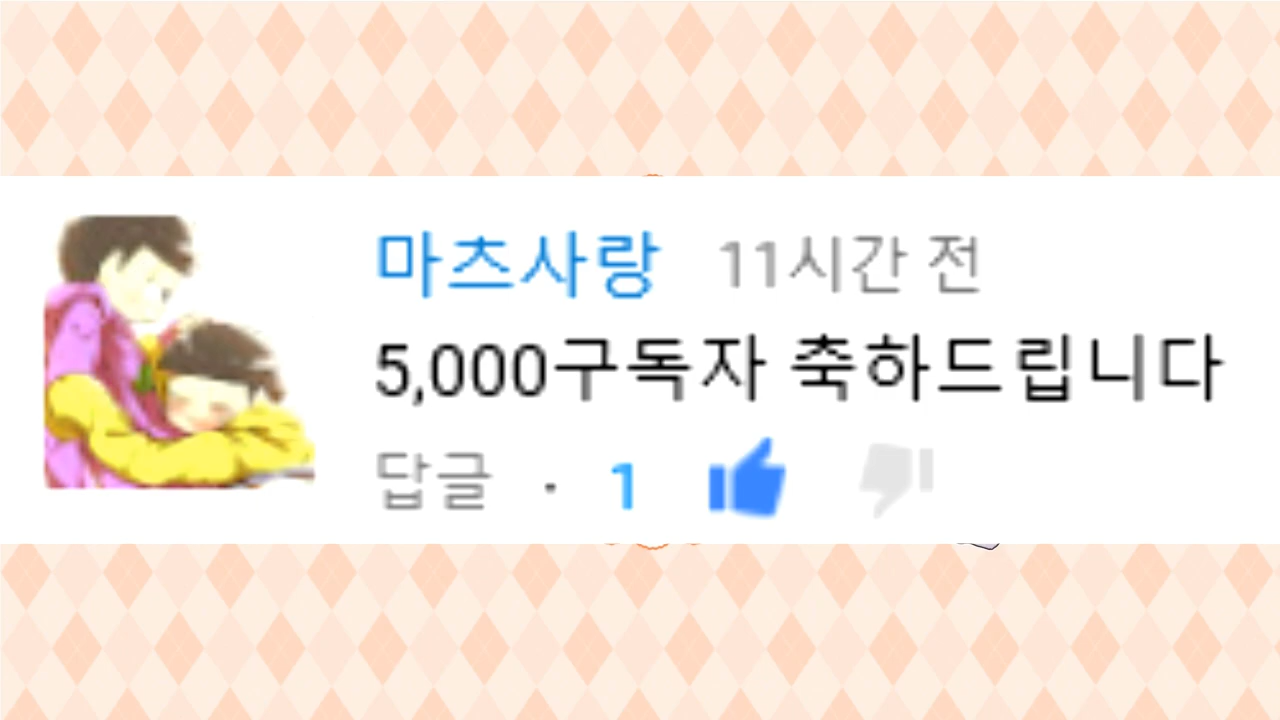 마츠사랑 11시간 전
5,000구독자 축하드립니다
답글 · 1